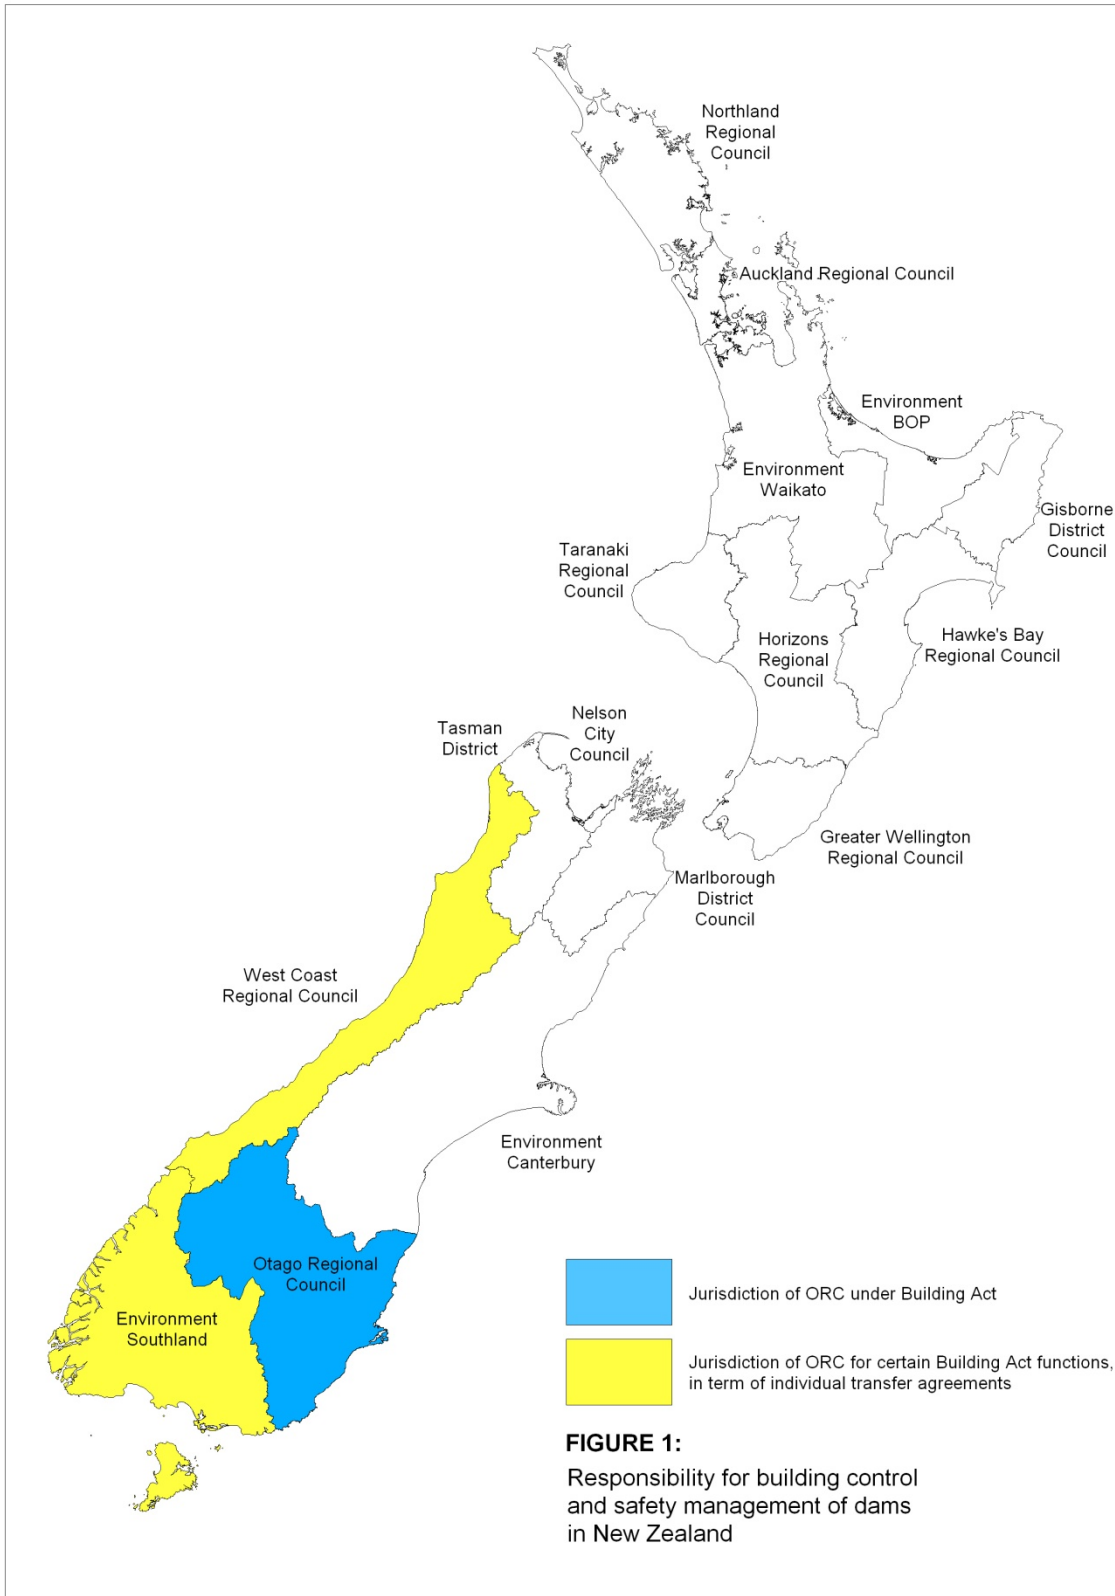 Northland
Regional
Council
Auckland Regional Council
Environment
BOP
Environment
Waikato
Gisborne
District
Council
Taranaki
Regional
Council
Horizons
Regional
Council
Hawke's Bay
Regional Council
Tasman
District
Nelson
City
Council
Greater Wellington
Regional Council
Marlborough
District
Council
West Coast
Regional Council
Environment
Canterbury
Otago Regional
Council
Environment
Southland
Jurisdiction of ORC under Building Act
Jurisdiction of ORC for certain Building Act functions,
in term of individual transfer agreements
FIGURE 1:
Responsibility for building control
and safety management of dams
in New Zealand